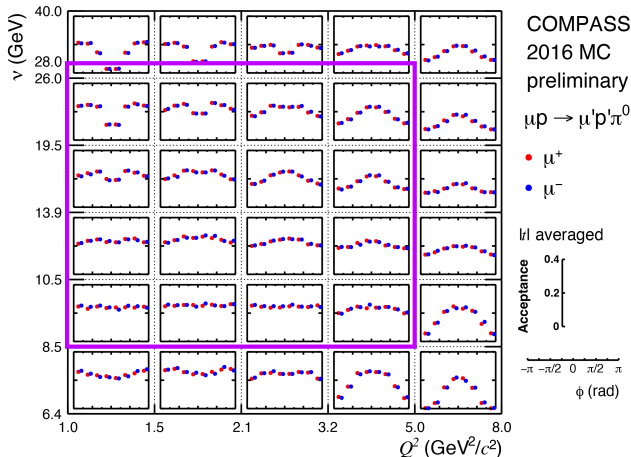 40.0
ν (GeV)
28.0
26.0
19.5
13.9
10.5
8.5
6.4
1.0 1.5 2.1 3.2 5.0 8.0
Q² (GeV²/c²)
COMPASS
2016 MC
preliminary
μp → μ'p'π⁰
μ⁺
μ⁻
|t| averaged
Acceptance
0.4
0.2
0
−π −π/2 0 π/2 π
ϕ (rad)